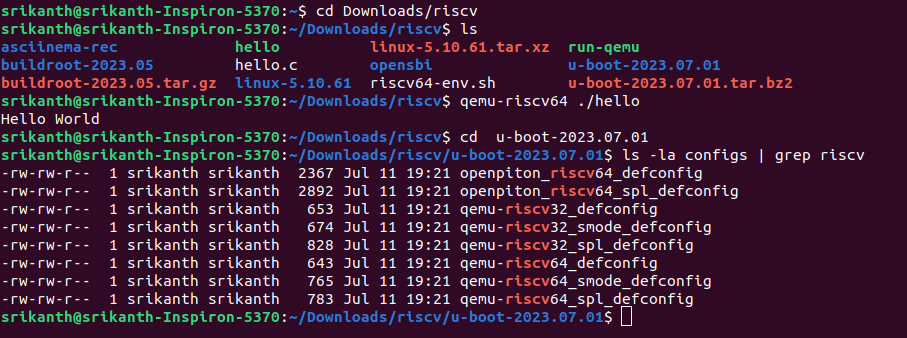 srikanth@srikanth-Inspiron-5370:~$ cd Downloads/riscv
srikanth@srikanth-Inspiron-5370:~/Downloads/riscv$ ls
asciinema-rec hello linux-5.10.61.tar.xz run-qemu
buildroot-2023.05 hello.c opensbi u-boot-2023.07.01
buildroot-2023.05.tar.gz linux-5.10.61 riscv64-env.sh u-boot-2023.07.01.tar.bz2
srikanth@srikanth-Inspiron-5370:~/Downloads/riscv$ qemu-riscv64 ./hello
Hello World
srikanth@srikanth-Inspiron-5370:~/Downloads/riscv$ cd  u-boot-2023.07.01
srikanth@srikanth-Inspiron-5370:~/Downloads/riscv/u-boot-2023.07.01$ ls -la configs | grep riscv
-rw-rw-r--  1 srikanth srikanth  2367 Jul 11 19:21 openpiton_riscv64_defconfig
-rw-rw-r--  1 srikanth srikanth  2892 Jul 11 19:21 openpiton_riscv64_spl_defconfig
-rw-rw-r--  1 srikanth srikanth   653 Jul 11 19:21 qemu-riscv32_defconfig
-rw-rw-r--  1 srikanth srikanth   674 Jul 11 19:21 qemu-riscv32_smode_defconfig
-rw-rw-r--  1 srikanth srikanth   828 Jul 11 19:21 qemu-riscv32_spl_defconfig
-rw-rw-r--  1 srikanth srikanth   643 Jul 11 19:21 qemu-riscv64_defconfig
-rw-rw-r--  1 srikanth srikanth   765 Jul 11 19:21 qemu-riscv64_smode_defconfig
-rw-rw-r--  1 srikanth srikanth   783 Jul 11 19:21 qemu-riscv64_spl_defconfig
srikanth@srikanth-Inspiron-5370:~/Downloads/riscv/u-boot-2023.07.01$